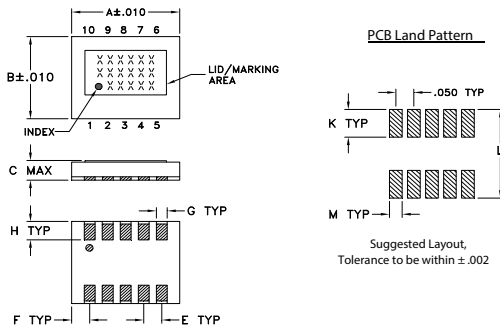 A±.010
10 9 8 7 6
B±.010
X X X X X X
X X X X X X
X X X X X
X X X X X
LID/MARKING
AREA
INDEX
1 2 3 4 5
C MAX
G TYP
H TYP
F TYP
E TYP
PCB Land Pattern
.050 TYP
K TYP
L
M TYP
Suggested Layout,
Tolerance to be within ± .002